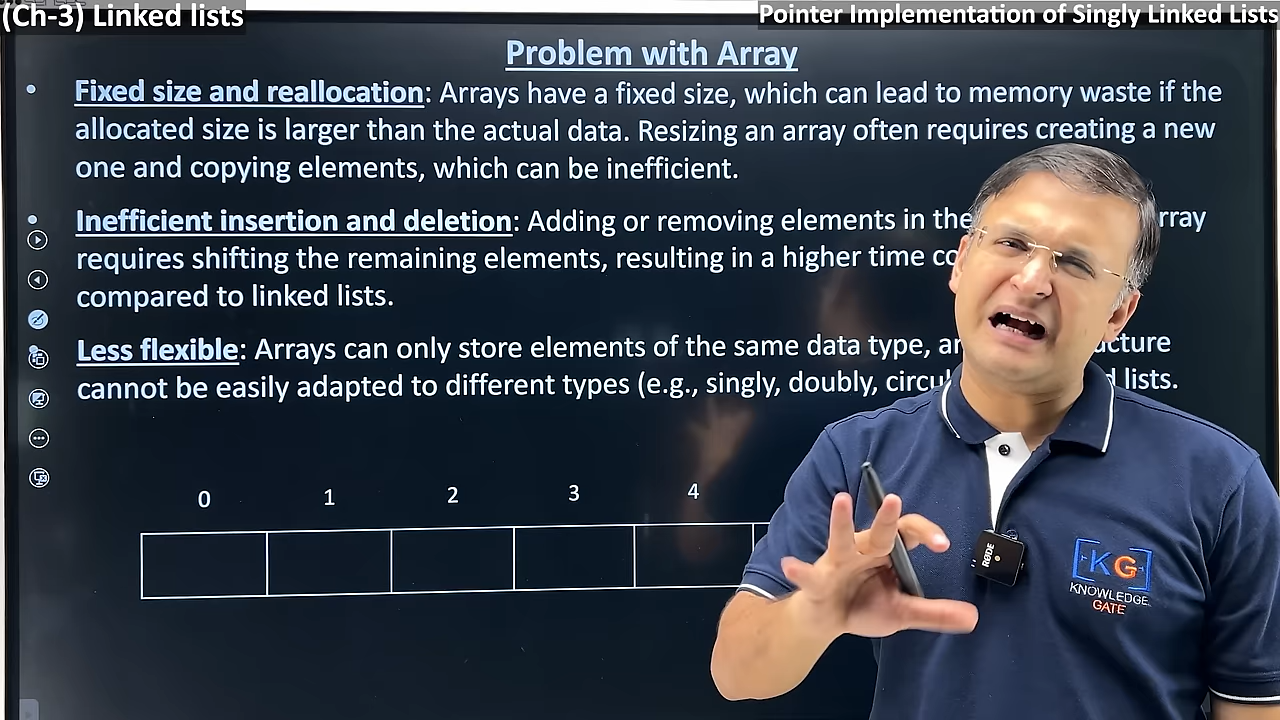 (Ch-3) Linked lists
Pointer Implementation of Singly Linked Lists
Problem with Array
• Fixed size and reallocation: Arrays have a fixed size, which can lead to memory waste if the
allocated size is larger than the actual data. Resizing an array often requires creating a new
one and copying elements, which can be inefficient.
• Inefficient insertion and deletion: Adding or removing elements in the
requires shifting the remaining elements, resulting in a higher time
compared to linked lists.
Less flexible: Arrays can only store elements of the same data type,
cannot be easily adapted to different types (e.g., singly, doubly, lists.
0 1 2 3 4
RØDE
KG
KNOWLEDGE
GATE